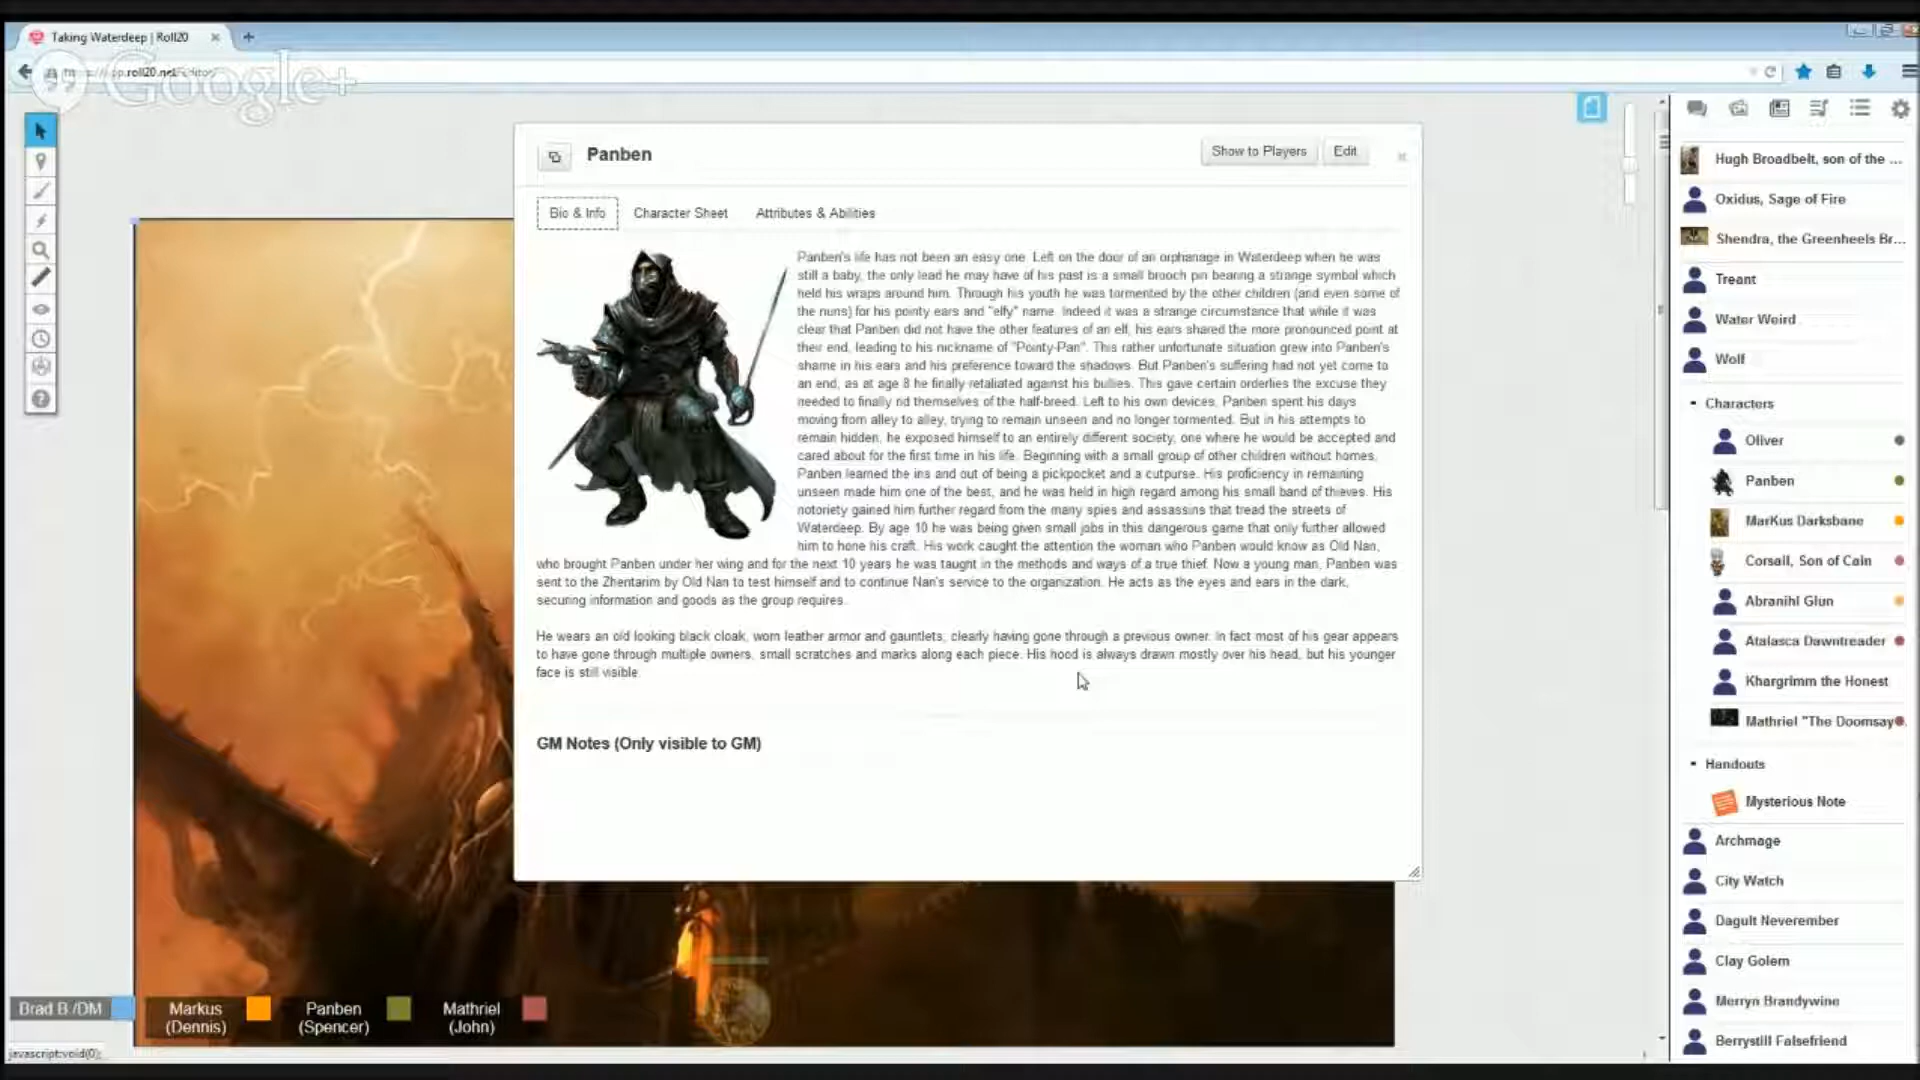 Taking Waterdeep | Roll20
Google+
Panben
Show to Players
Edit
Bio & Info
Character Sheet
Attributes & Abilities
Panben's life has not been an easy one. Left on the door of an orphanage in Waterdeep when he was
still a baby, the only lead he may have of his past is a small brooch pin bearing a strange symbol which
held his wraps around him. Through his youth he was tormented by the other children (and even some of
the nuns) for his pointy ears and "elfy" name. Indeed it was a strange circumstance that while it was
clear that Panben did not have the other features of an elf, his ears shared the more pronounced point at
their end, leading to his nickname of "Pointy-Pan". This rather unfortunate situation grew into Panben's
shame in his ears and his preference toward the shadows. But Panben's suffering had not yet come to
an end, as at age 8 he finally retaliated against his bullies. This gave certain orderlies the excuse they
needed to finally rid themselves of the half-breed. Left to his own devices, Panben spent his days
moving from alley to alley, trying to remain unseen and no longer tormented. But in his attempts to
remain hidden, he exposed himself to an entirely different society, one where he would be accepted and
cared about for the first time in his life. Beginning with a small group of other children without homes,
Panben learned the ins and out of being a pickpocket and a cutpurse. His proficiency in remaining
unseen made him one of the best, and he was held in high regard among his small band of thieves. His
notoriety gained him further regard from the many spies and assassins that tread the streets of
Waterdeep. By age 10 he was being given small jobs in this dangerous game that only further allowed
him to hone his craft. His work caught the attention the woman who Panben would know as Old Nan,
who brought Panben under her wing and for the next 10 years he was taught in the methods and ways of a true thief. Now a young man, Panben was
sent to the Zhentarim by Old Nan to test himself and to continue Nan's service to the organization. He acts as the eyes and ears in the dark,
securing information and goods as the group requires.
He wears an old looking black cloak, worn leather armor and gauntlets, clearly having gone through a previous owner. In fact most of his gear appears
to have gone through multiple owners, small scratches and marks along each piece. His hood is always drawn mostly over his head, but his younger
face is still visible.
GM Notes (Only visible to GM)
Hugh Broadbelt, son of the ...
Oxidus, Sage of Fire
Shendra, the Greenheels Br...
Treant
Water Weird
Wolf
Characters
Oliver
Panben
MarKus Darksbane
Corsail, Son of Cain
Abranihl Glun
Atalasca Dawntreader
Khargrimm the Honest
Mathriel "The Doomsay
Handouts
Mysterious Note
Archmage
City Watch
Dagult Neverember
Clay Golem
Merryn Brandywine
Berrystill Falsefriend
Brad B /DM
Markus
(Dennis)
Panben
(Spencer)
Mathriel
(John)
javascript:void(0);